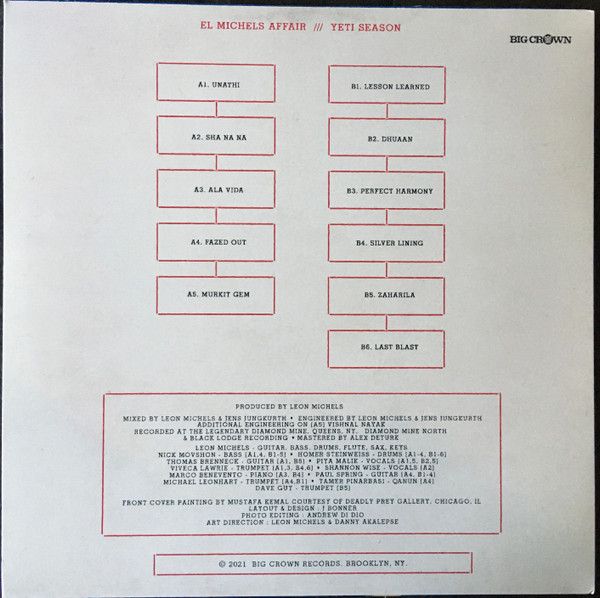 EL MICHELS AFFAIR /// YETI SEASON
BIG CROWN
A1. UNATHI
A2. SHA NA NA
A3. ALA VIDA
A4. FAZED OUT
A5. MURKIT GEM
B1. LESSON LEARNED
B2. DHUAAN
B3. PERFECT HARMONY
B4. SILVER LINING
B5. ZAHARILA
B6. LAST BLAST
PRODUCED BY LEON MICHELS
MIXED BY LEON MICHELS & JENS JUNGKURTH • ENGINEERED BY LEON MICHELS & JENS JUNGKURTH
ADDITIONAL ENGINEERING ON (A5) VISHNAL NAYAK
RECORDED AT THE LEGENDARY DIAMOND MINE, QUEENS, NY. DIAMOND MINE NORTH
& BLACK LODGE RECORDING • MASTERED BY ALEX DETURK
LEON MICHELS - GUITAR, BASS, DRUMS, FLUTE, SAX, KEYS
NICK MOVSHON - BASS [A1-4, B1-5] • HOMER STEINWEISS - DRUMS [A1-4, B1-6]
THOMAS BRENNECK - GUITAR [A1, B5] • PITA MALIK - VOCALS [A1,5, B2,5]
VIVECA LAWRIE - TRUMPET [A1,3, B4,6] • SHANNON WISE - VOCALS [A2]
MARCO BENEVENTO - PIANO [A3, B4] • PAUL SPRING - GUITAR [A4, B1-4]
MICHAEL LEONHART - TRUMPET [A4,B1] • TAMER PINARBASI - QANUN [A4]
DAVE GUY - TRUMPET [B5]
FRONT COVER PAINTING BY MUSTAFA KEMAL COURTESY OF DEADLY PREY GALLERY, CHICAGO, IL
LAYOUT & DESIGN : J BONNER
PHOTO EDITING : ANDREW DI DIO
ART DIRECTION : LEON MICHELS & DANNY AKALEPSE
© 2021 BIG CROWN RECORDS. BROOKLYN, NY.